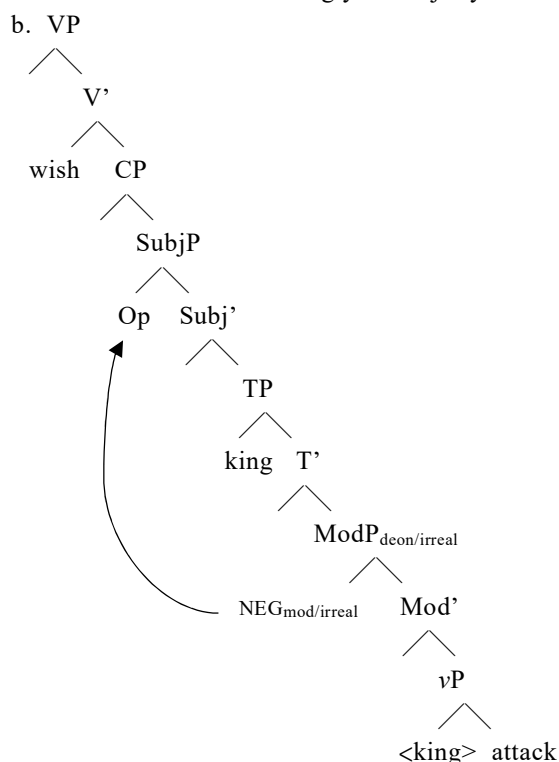 b. VP
V’
wish CP
SubjP
Op Subj’
TP
king T’
ModPdeon/irreal
NEGmod/irreal Mod’
vP
<king> attack